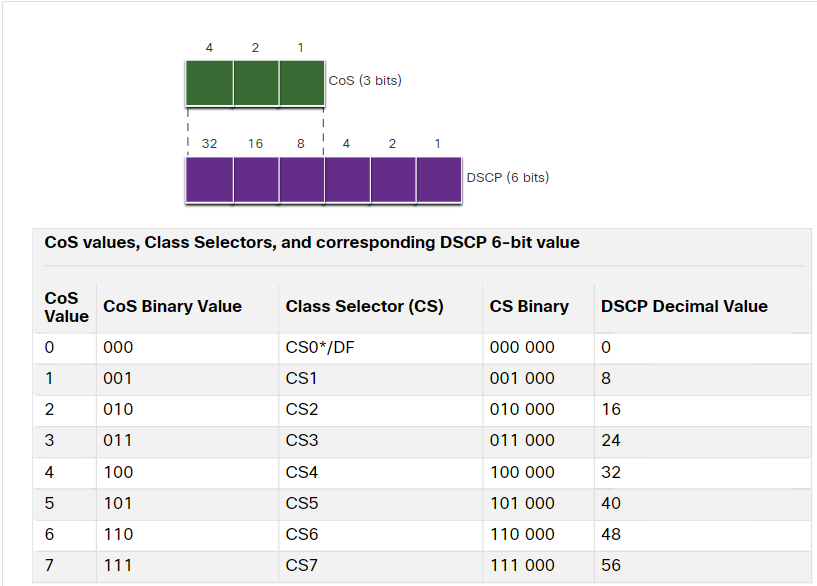 4 2 1
CoS (3 bits)
32 16 8 4 2 1
DSCP (6 bits)
CoS values, Class Selectors, and corresponding DSCP 6-bit value
CoS Value CoS Binary Value Class Selector (CS) CS Binary DSCP Decimal Value
0 000 CS0*/DF 000 000 0
1 001 CS1 001 000 8
2 010 CS2 010 000 16
3 011 CS3 011 000 24
4 100 CS4 100 000 32
5 101 CS5 101 000 40
6 110 CS6 110 000 48
7 111 CS7 111 000 56